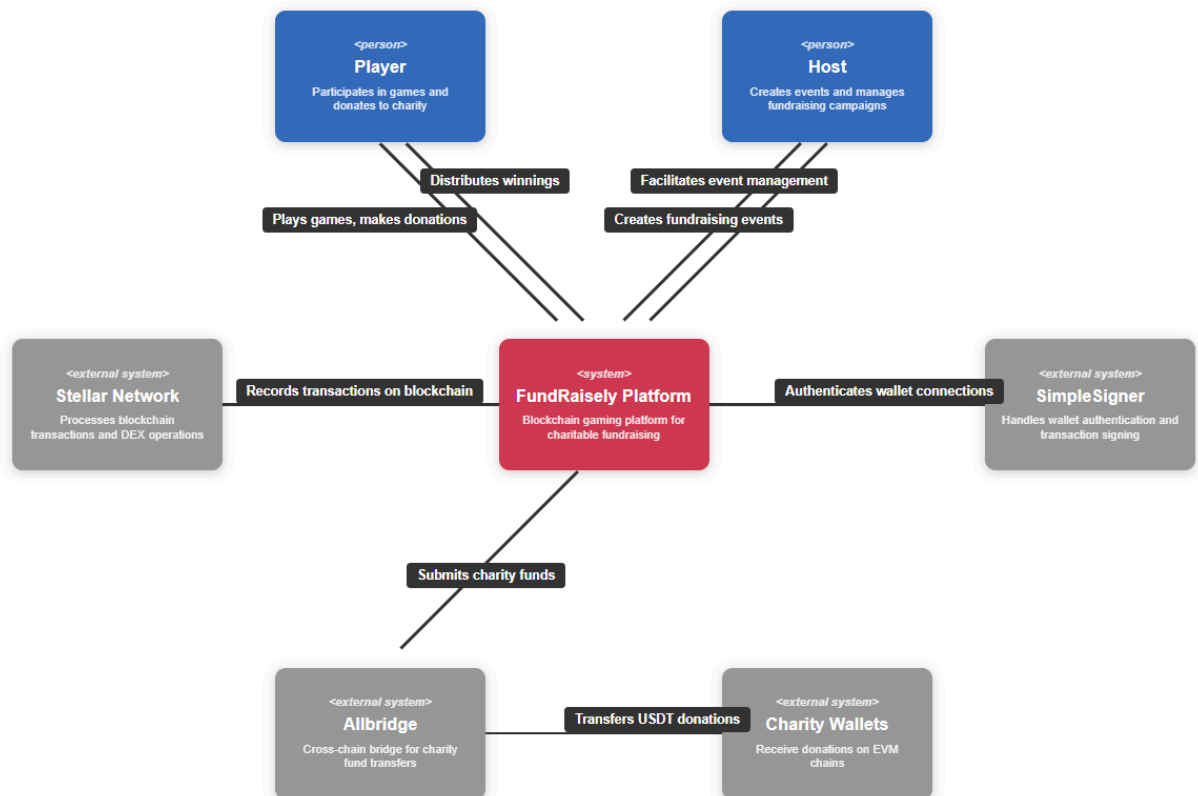 <person>
Player
Participates in games and
donates to charity
<person>
Host
Creates events and manages
fundraising campaigns
Distributes winnings
Facilitates event management
Plays games, makes donations
Creates fundraising events
<external system>
Stellar Network
Processes blockchain
transactions and DEX operations
Records transactions on blockchain
<system>
FundRaisely Platform
Blockchain gaming platform for
charitable fundraising
Authenticates wallet connections
<external system>
SimpleSigner
Handles wallet authentication and
transaction signing
Submits charity funds
<external system>
Allbridge
Cross-chain bridge for charity
fund transfers
Transfers USDT donations
<external system>
Charity Wallets
Receive donations on EVM
chains